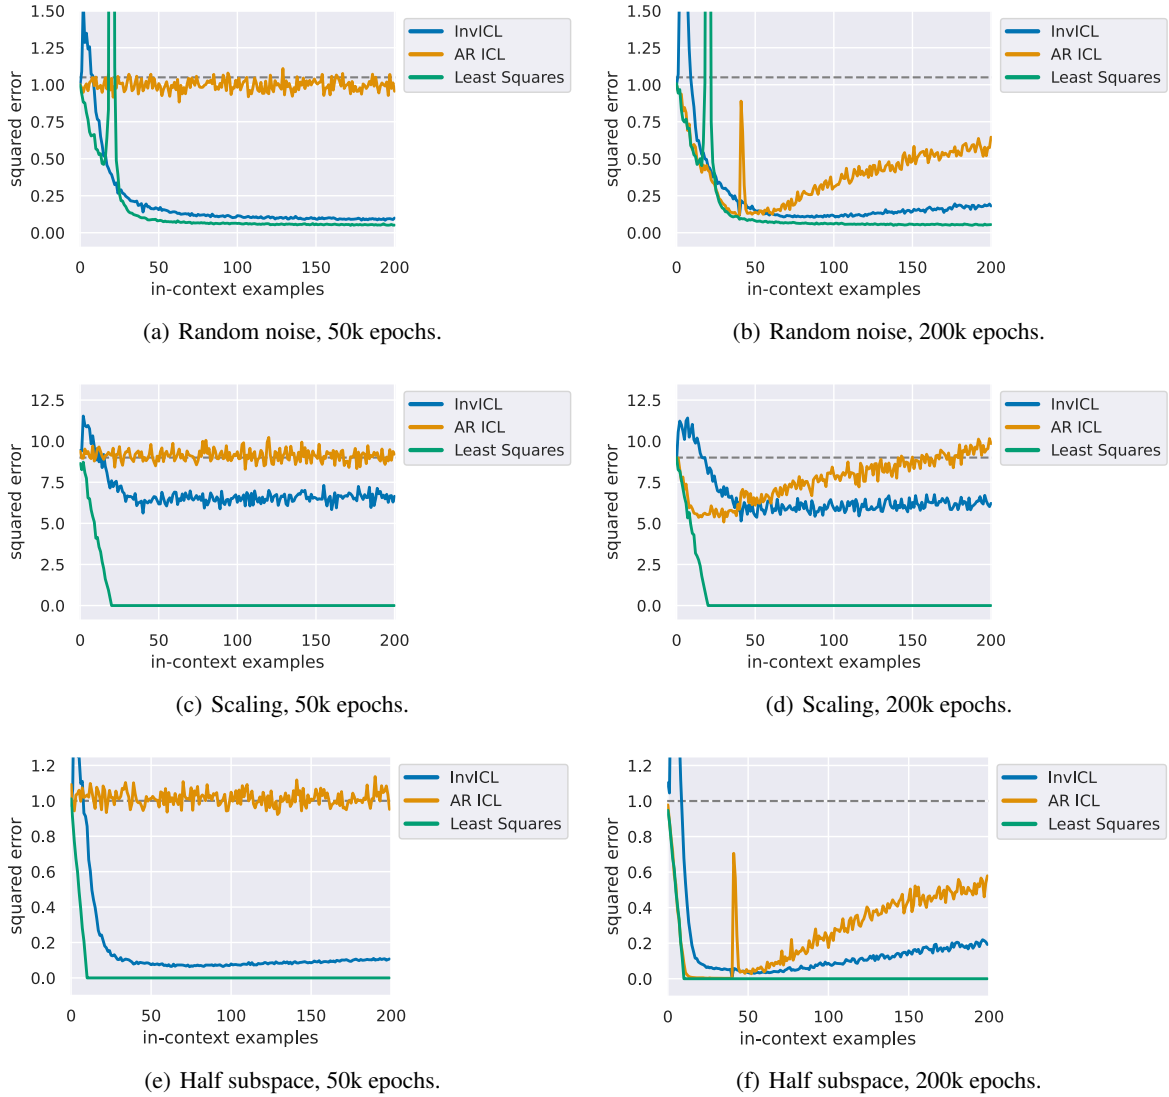 1.50
1.25
1.00
0.75
0.50
0.25
0.00
squared error
0 50 100 150 200
in-context examples
InvICL
AR ICL
Least Squares
(a) Random noise, 50k epochs.
1.50
1.25
1.00
0.75
0.50
0.25
0.00
squared error
0 50 100 150 200
in-context examples
InvICL
AR ICL
Least Squares
(b) Random noise, 200k epochs.
12.5
10.0
7.5
5.0
2.5
0.0
squared error
0 50 100 150 200
in-context examples
InvICL
AR ICL
Least Squares
(c) Scaling, 50k epochs.
12.5
10.0
7.5
5.0
2.5
0.0
squared error
0 50 100 150 200
in-context examples
InvICL
AR ICL
Least Squares
(d) Scaling, 200k epochs.
1.2
1.0
0.8
0.6
0.4
0.2
0.0
squared error
0 50 100 150 200
in-context examples
InvICL
AR ICL
Least Squares
(e) Half subspace, 50k epochs.
1.2
1.0
0.8
0.6
0.4
0.2
0.0
squared error
0 50 100 150 200
in-context examples
InvICL
AR ICL
Least Squares
(f) Half subspace, 200k epochs.